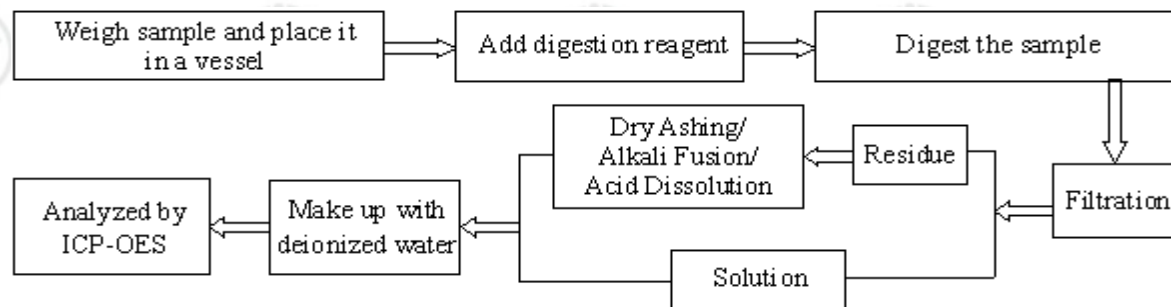 Weigh sample and place it
in a vessel
Add digestion reagent
Digest the sample
Dry Ashing/
Alkali Fusion/
Acid Dissolution
Residue
Filtration
Analyzed by
ICP-OES
Make up with
deionized water
Solution